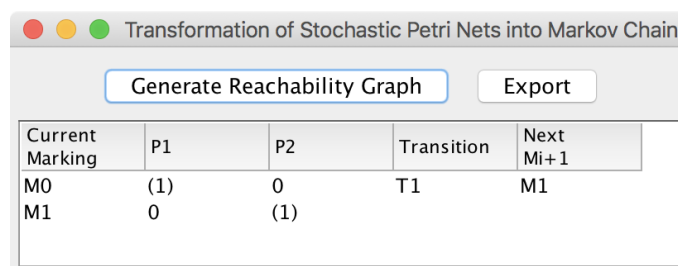 Transformation of Stochastic Petri Nets into Markov Chain
Generate Reachability Graph Export
Current Marking P1 P2 Transition Next Mi+1
M0 (1) 0 T1 M1
M1 0 (1)